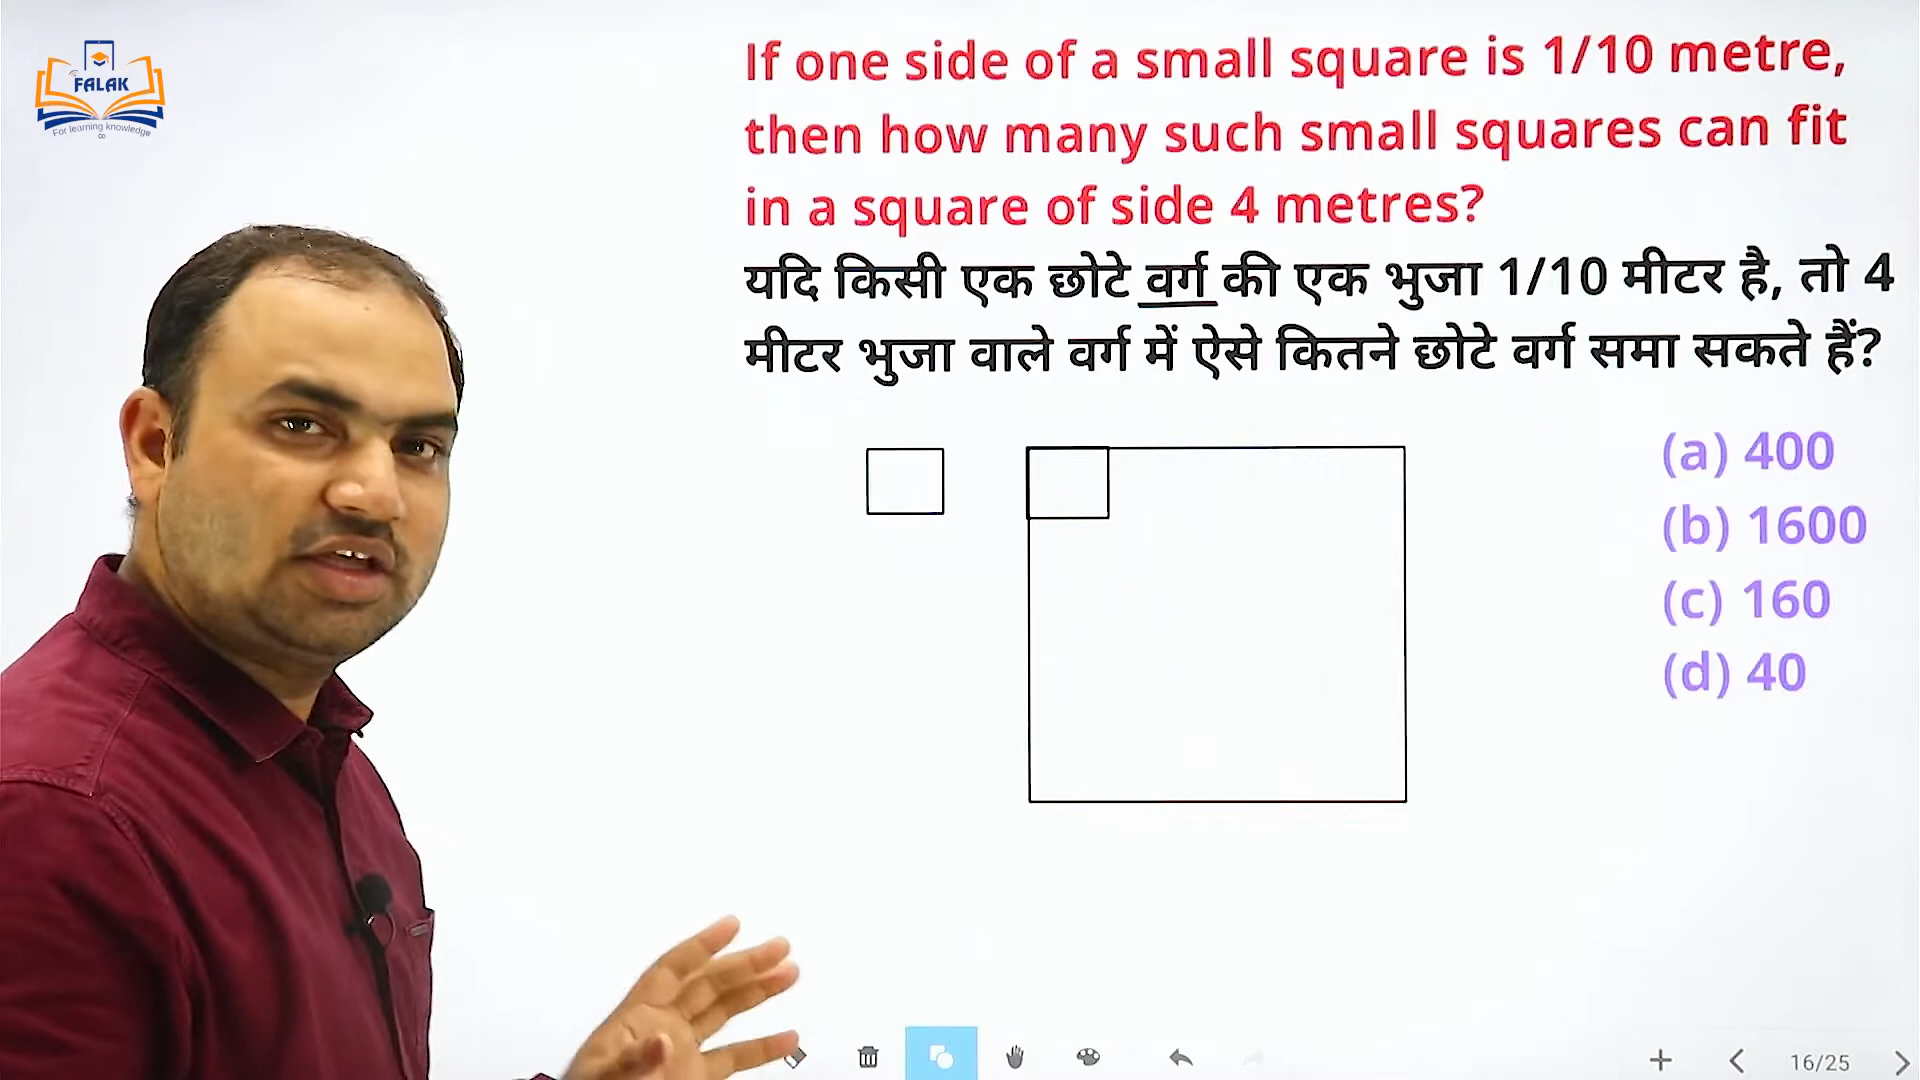 FALAK
For learning knowledge
If one side of a small square is 1/10 metre,
then how many such small squares can fit
in a square of side 4 metres?
यदि किसी एक छोटे वर्ग की एक भुजा 1/10 मीटर है, तो 4
मीटर भुजा वाले वर्ग में ऐसे कितने छोटे वर्ग समा सकते हैं?
(a) 400
(b) 1600
(c) 160
(d) 40
16/25